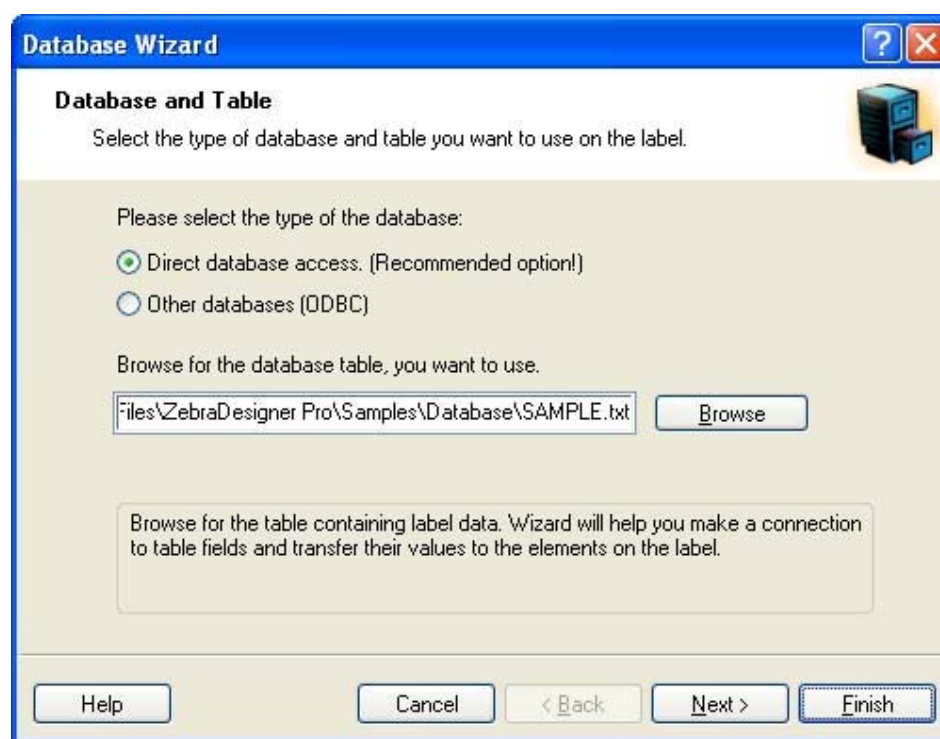 Database Wizard
Database and Table
Select the type of database and table you want to use on the label.
Please select the type of the database:
Direct database access. (Recommended option!)
Other databases (ODBC)
Browse for the database table, you want to use.
Files\ZebraDesigner Pro\Samples\Database\SAMPLE.txt
Browse
Browse for the table containing label data. Wizard will help you make a connection
to table fields and transfer their values to the elements on the label.
Help
Cancel
< Back
Next >
Finish